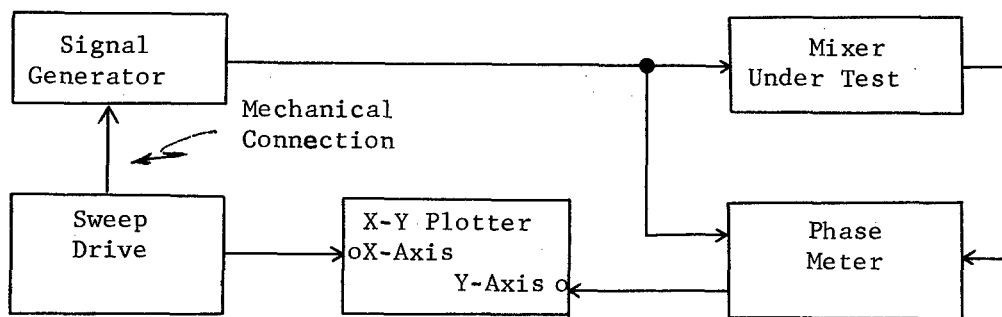 Signal
Generator
Mixer
Under Test
Mechanical
Connection
Sweep
Drive
X-Y Plotter
X-Axis
Y-Axis
Phase
Meter